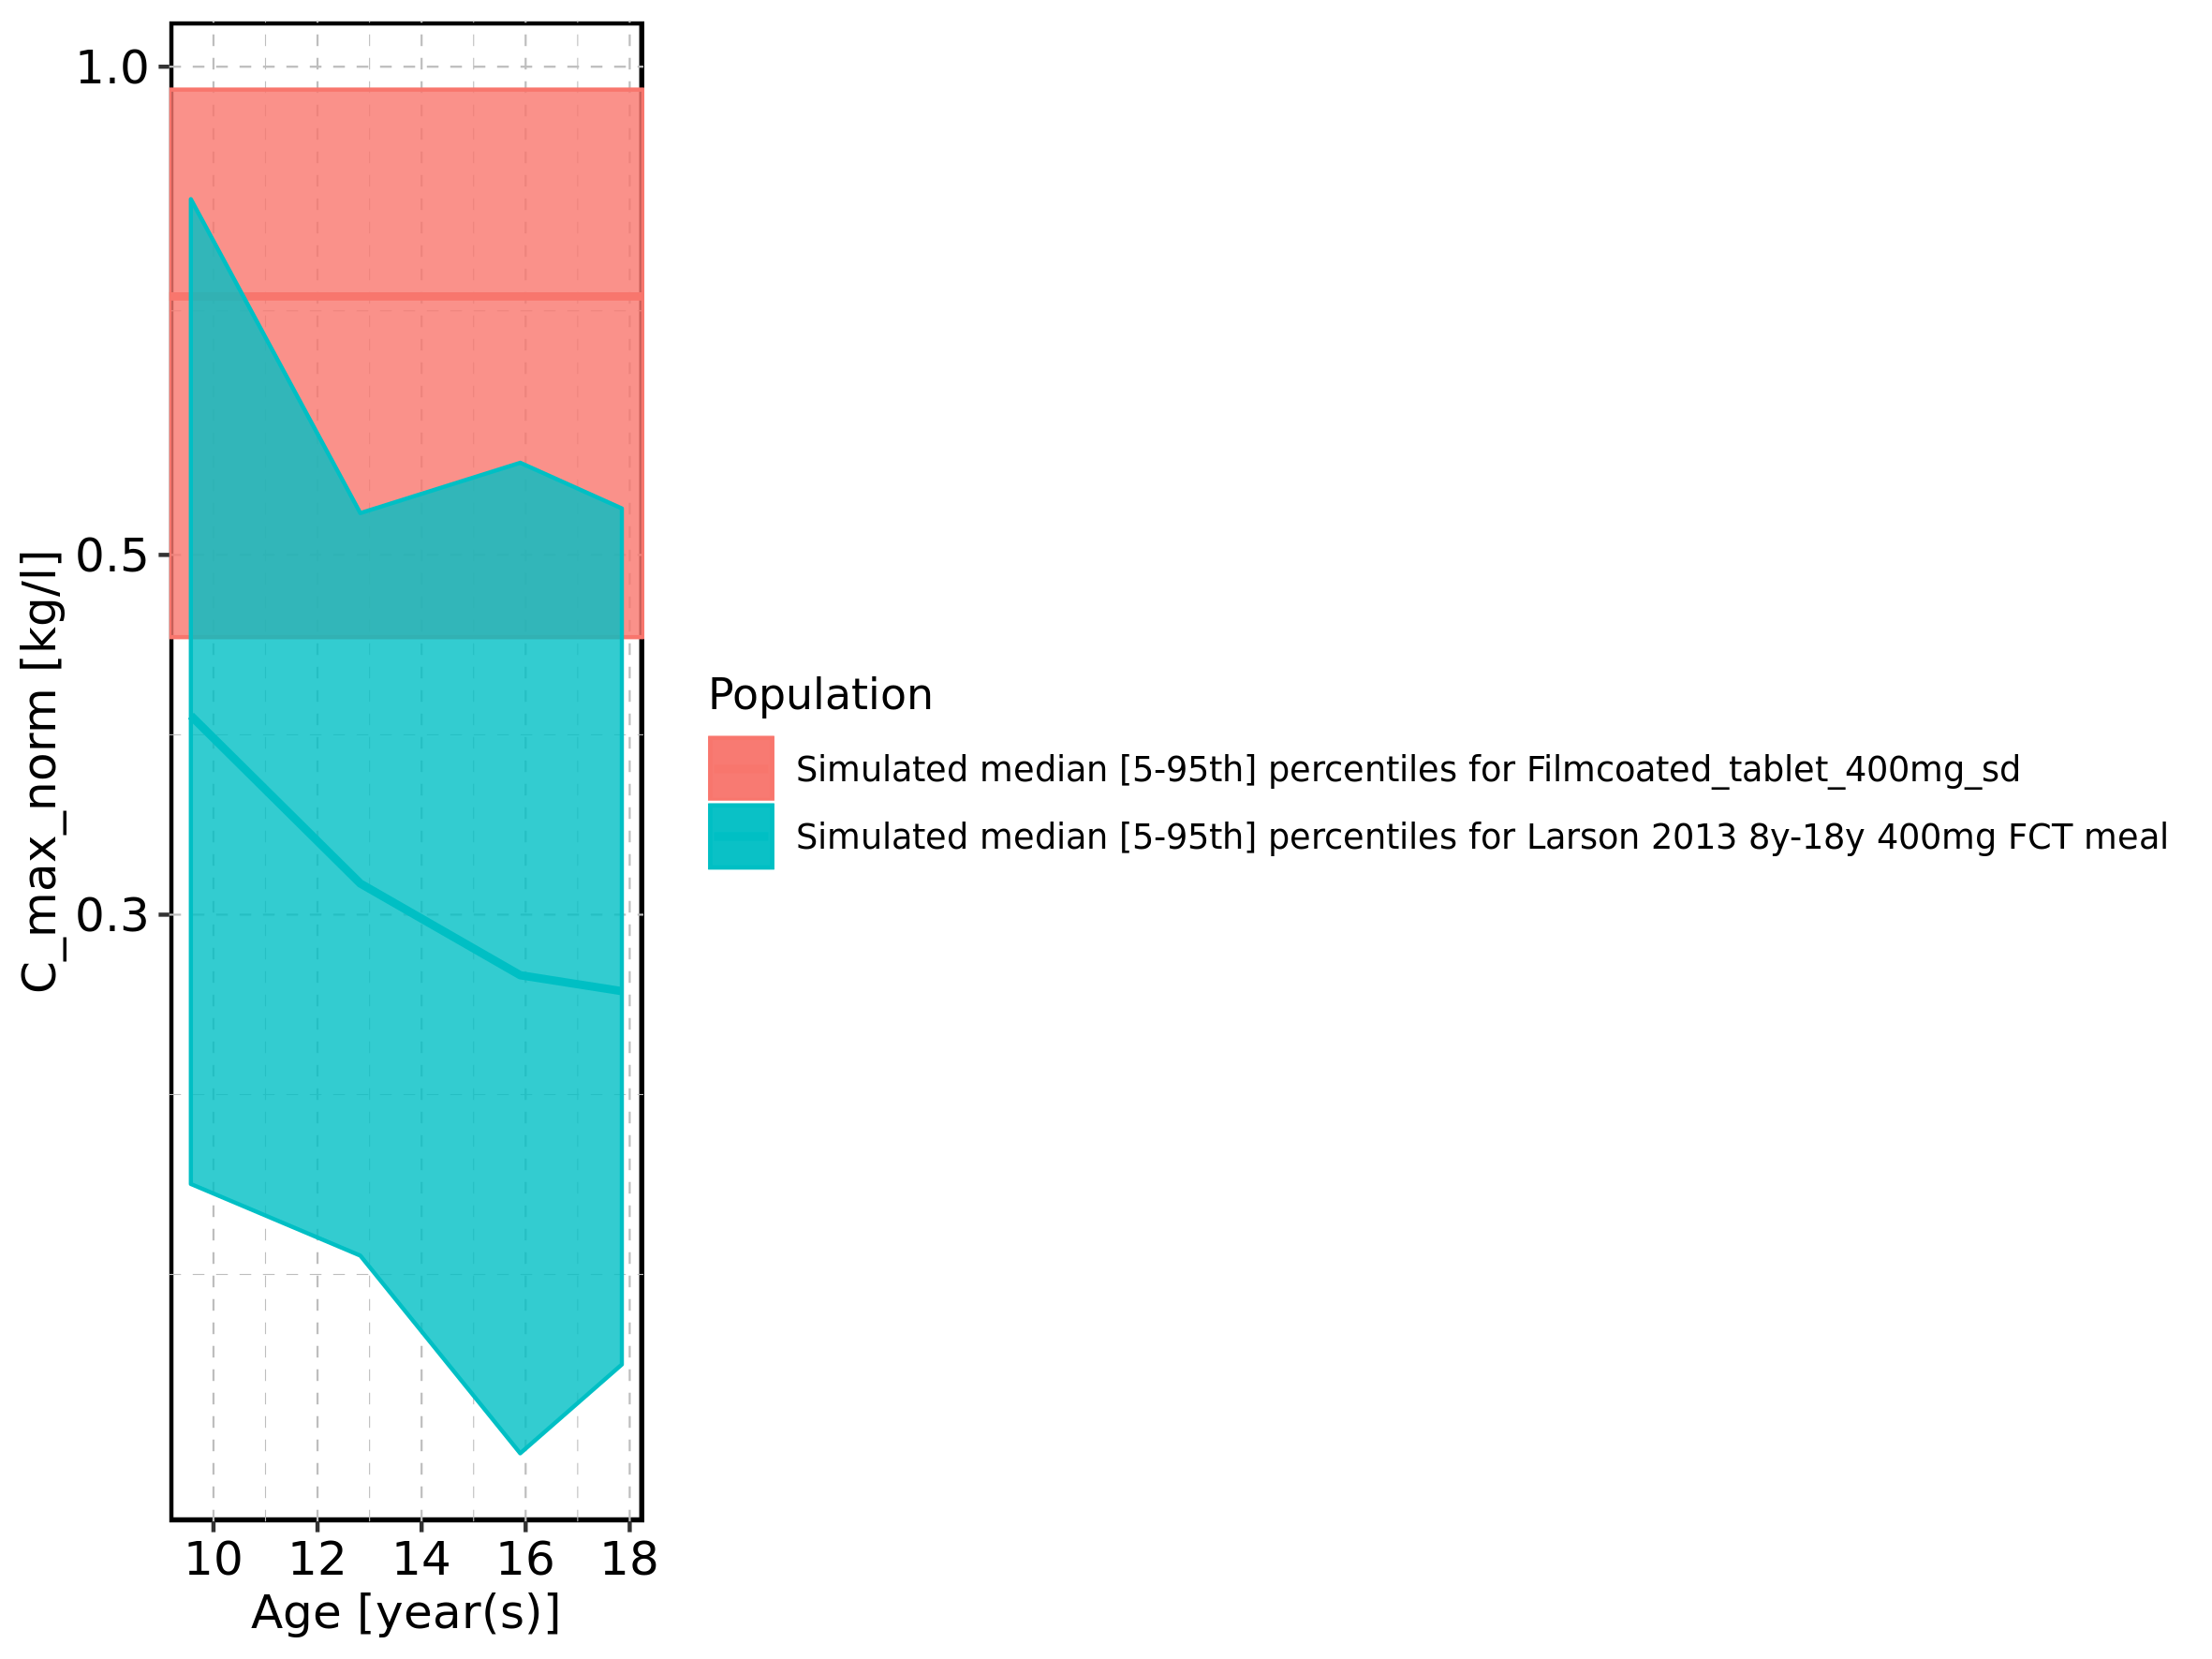 1.0
0.5
0.3
C_max_norm [kg/l]
10 12 14 16 18
Age [year(s)]
Population
Simulated median [5-95th] percentiles for Filmcoated_tablet_400mg_sd
Simulated median [5-95th] percentiles for Larson 2013 8y-18y 400mg FCT meal